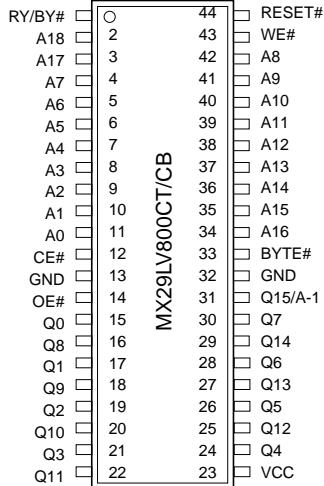 RY/BY# 44 RESET#
A18 2 43 WE#
A17 3 42 A8
A7 4 41 A9
A6 5 40 A10
A5 6 39 A11
A4 7 38 A12
A3 8 37 A13
A2 9 36 A14
A1 10 35 A15
A0 11 34 A16
CE# 12 33 BYTE#
GND 13 32 GND
OE# 14 31 Q15/A-1
Q0 15 30 Q7
Q8 16 29 Q14
Q1 17 28 Q6
Q9 18 27 Q13
Q2 19 26 Q5
Q10 20 25 Q12
Q3 21 24 Q4
Q11 22 23 VCC
MX29LV800CT/CB